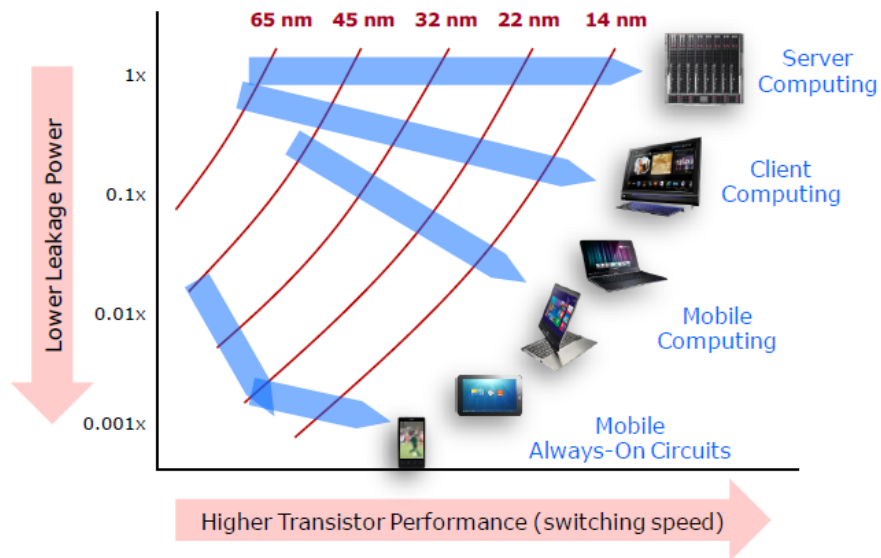 65 nm 45 nm 32 nm 22 nm 14 nm
Server
Computing
1x
Client
Computing
0.1x
Lower Leakage Power
0.01x
Mobile
Computing
0.001x
Mobile
Always-On Circuits
Higher Transistor Performance (switching speed)